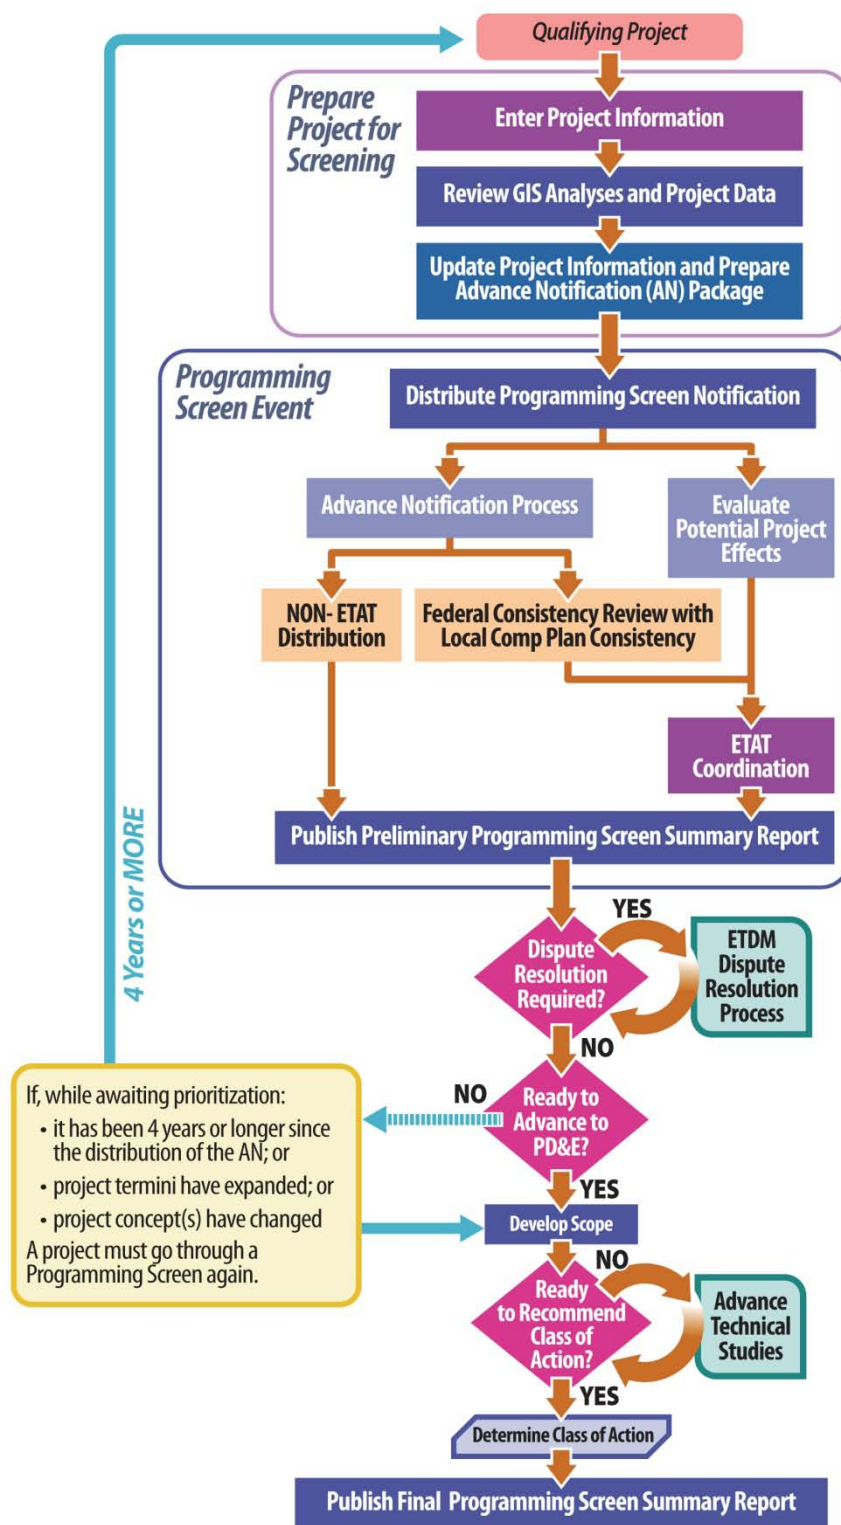 Qualifying Project
Prepare
Project for
Screening
Enter Project Information
Review GIS Analyses and Project Data
Update Project Information and Prepare
Advance Notification (AN) Package
Programming
Screen Event
Distribute Programming Screen Notification
Advance Notification Process
Evaluate
Potential Project
Effects
NON- ETAT
Distribution
Federal Consistency Review with
Local Comp Plan Consistency
ETAT
Coordination
Publish Preliminary Programming Screen Summary Report
4 Years or MORE
Dispute
Resolution
Required?
YES
ETDM
Dispute
Resolution
Process
NO
Ready to
Advance to
PD&E?
NO
If, while awaiting prioritization:
• it has been 4 years or longer since
the distribution of the AN; or
• project termini have expanded; or
• project concept(s) have changed
A project must go through a
Programming Screen again.
YES
Develop Scope
NO
Ready
to Recommend
Class of
Action?
Advance
Technical
Studies
YES
Determine Class of Action
Publish Final Programming Screen Summary Report